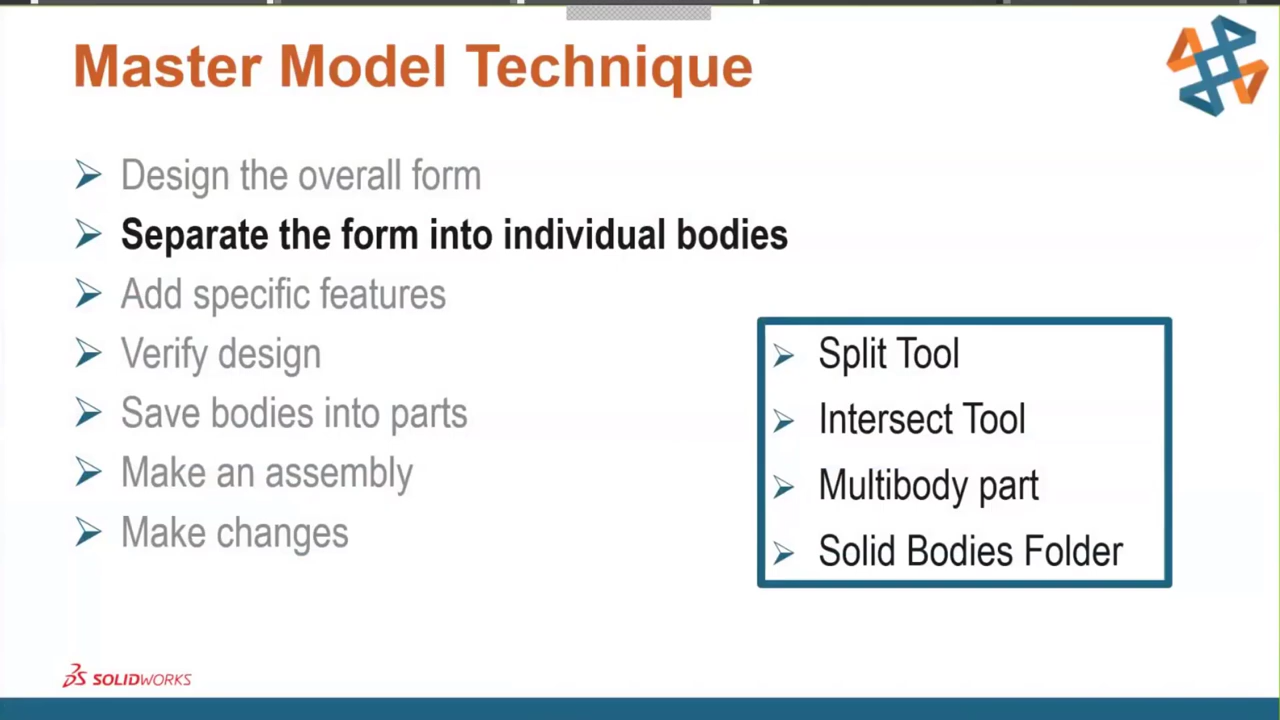 Master Model Technique
Design the overall form
Separate the form into individual bodies
Add specific features
Verify design
Save bodies into parts
Make an assembly
Make changes
Split Tool
Intersect Tool
Multibody part
Solid Bodies Folder
SOLIDWORKS